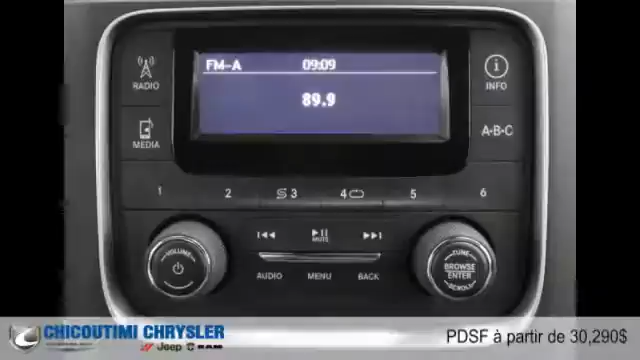 FM-A 09:09
89.9
RADIO
MEDIA
INFO
A-B-C
1 2 3 4 5 6
MUTE
VOLUME
AUDIO MENU BACK
TUNE
BROWSE
ENTER
SCROLL
CHICOUTIMI CHRYSLER
Jeep RAM
PDSF à partir de 30,290$